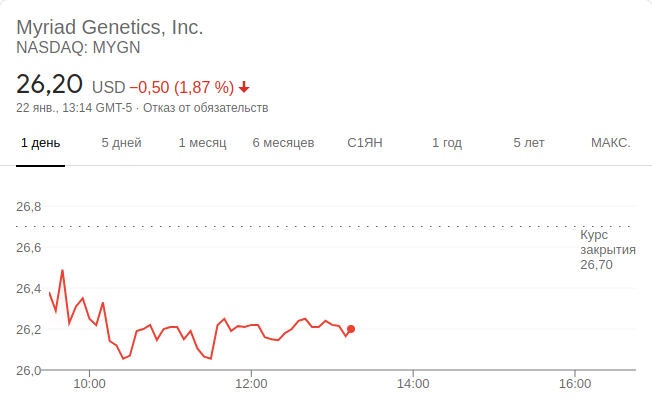 Myriad Genetics, Inc.
NASDAQ: MYGN
26,20 USD −0,50 (1,87 %)
22 янв., 13:14 GMT-5 · Отказ от обязательств
1 день 5 дней 1 месяц 6 месяцев С1ЯН 1 год 5 лет МАКС.
26,8
Курс
26,6 закрытия
26,70
26,4
26,2
26,0
10:00 12:00 14:00 16:00